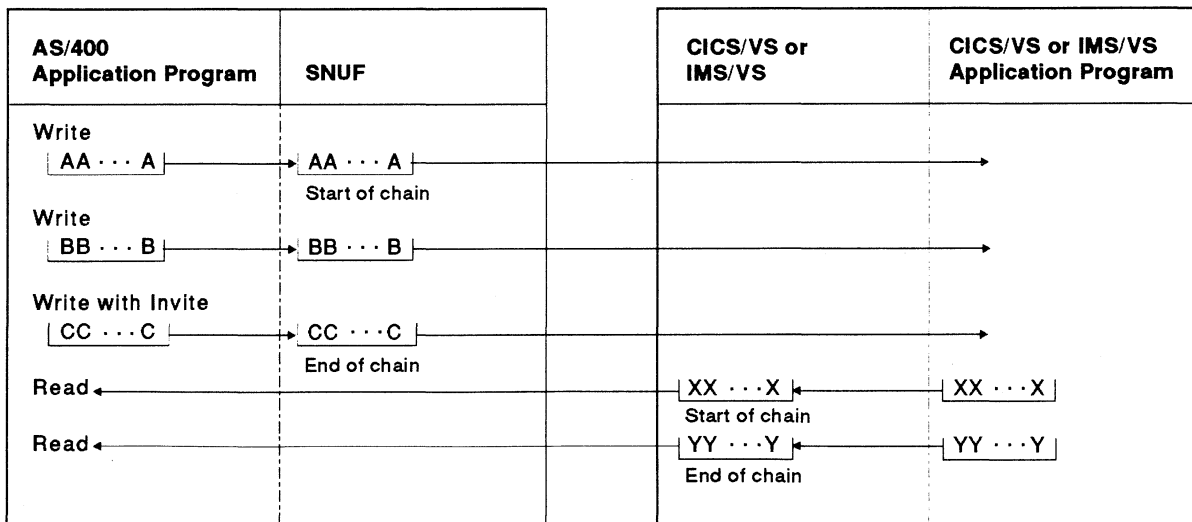 AS/400
Application Program
SNUF
CICS/VS or
IMS/VS
CICS/VS or IMS/VS
Application Program
Write
AA · · · A
AA · · · A
Start of chain
Write
BB · · · B
BB · · · B
Write with Invite
CC · · · C
CC · · · C
End of chain
Read
XX · · · X
XX · · · X
Start of chain
Read
YY · · · Y
YY · · · Y
End of chain